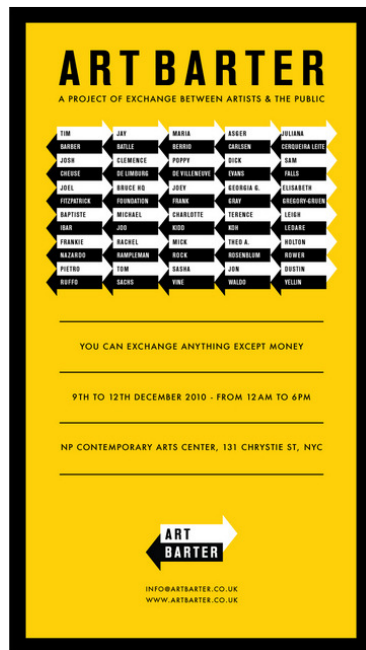 ART BARTER
A PROJECT OF EXCHANGE BETWEEN ARTISTS & THE PUBLIC
TIM JAY MARIA ASGER JULIANA
BARBER BATLLE BERRIO CARLSEN CERQUEIRA LEITE
JOSH CLEMENCE POPPY DICK SAM
CHEUSE DE LIMBURG DE VILLENEUVE EVANS FALLS
JOEL BRUCE HQ JOEY GEORGIA G. ELISABETH
FITZPATRICK FOUNDATION FRANK GRAY GREGORY-GRUEN
BAPTISTE MICHAEL CHARLOTTE TERENCE LEIGH
IBAR JOO KIDD KOH LEDARE
FRANKIE RACHEL MICK THEO A. HOLTON
NAZARDO RAMPLEMAN ROCK ROSENBLUM ROWER
PIETRO TOM SASHA JON DUSTIN
RUFFO SACHS VINE WALDO YELLIN
YOU CAN EXCHANGE ANYTHING EXCEPT MONEY
9TH TO 12TH DECEMBER 2010 - FROM 12AM TO 6PM
NP CONTEMPORARY ARTS CENTER, 131 CHRYSTIE ST, NYC
ART
BARTER
INFO@ARTBARTER.CO.UK
WWW.ARTBARTER.CO.UK